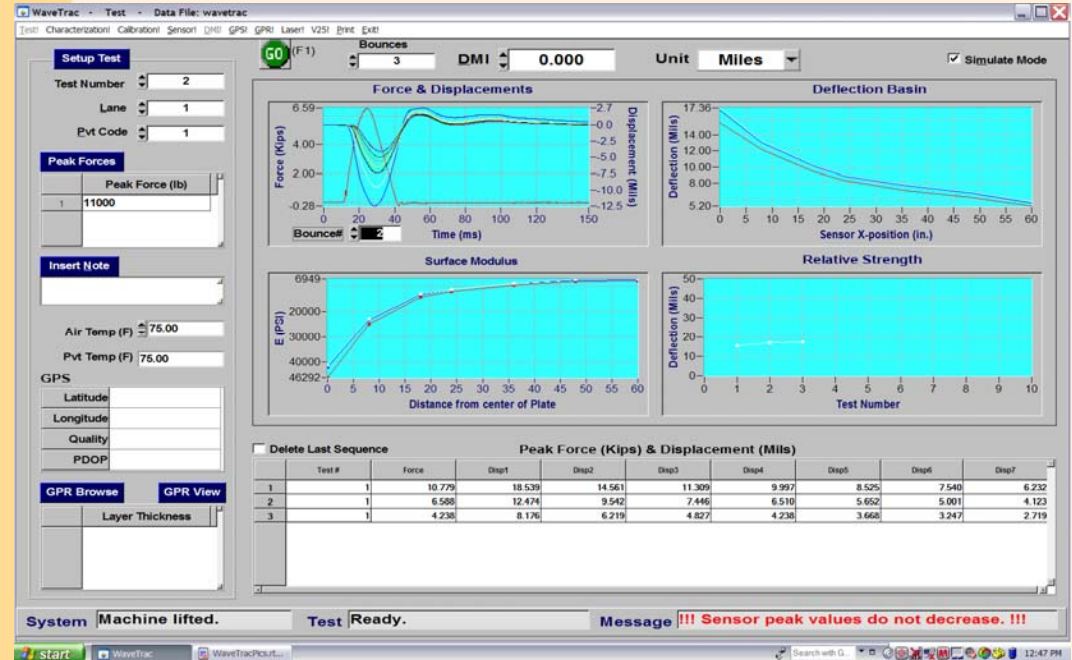 WaveTrac - Test - Data File: wavetrac
Test! Characterization! Calibration! Sensor! DMI! GPS! GPR! Laser! V25! Print Exit!
Setup Test
Test Number 2
Lane 1
Pvt Code 1
Peak Forces
Peak Force (lb)
1 11000
Insert Note
Air Temp (F) 75.00
Pvt Temp (F) 75.00
GPS
Latitude
Longitude
Quality
PDOP
GPR Browse GPR View
Layer Thickness
GO (F1) Bounces 3 DMI 0.000 Unit Miles Simulate Mode
Force & Displacements
Force (Kips)
6.59
4.00
2.00
-0.28
2.7
-0.0
-2.5
-5.0
-7.5
-10.0
-12.5
Displacement (Mils)
0 20 40 60 80 100 120 150
Bounce# 2 Time (ms)
Deflection Basin
Deflection (Mils)
17.36
14.00
12.00
10.00
8.00
5.20
0 5 10 15 20 25 30 35 40 45 50 55 60
Sensor X-position (in.)
Surface Modulus
E (PSI)
6949
20000
30000
40000
46292
0 5 10 15 20 25 30 35 40 45 50 55 60
Distance from center of Plate
Relative Strength
Deflection (Mils)
50
40
30
20
10
0
0 1 2 3 4 5 6 7 8 9 10
Test Number
Delete Last Sequence Peak Force (Kips) & Displacement (Mils)
Test # Force Disp1 Disp2 Disp3 Disp4 Disp5 Disp6 Disp7
1 1 10.779 18.539 14.561 11.309 9.997 8.525 7.540 6.232
2 1 6.588 12.474 9.542 7.446 6.510 5.652 5.001 4.123
3 1 4.238 8.176 6.219 4.827 4.238 3.668 3.247 2.719
System Machine lifted. Test Ready. Message !!! Sensor peak values do not decrease. !!!
start WaveTrac WaveTracPics.rt... Search with G... 12:47 PM